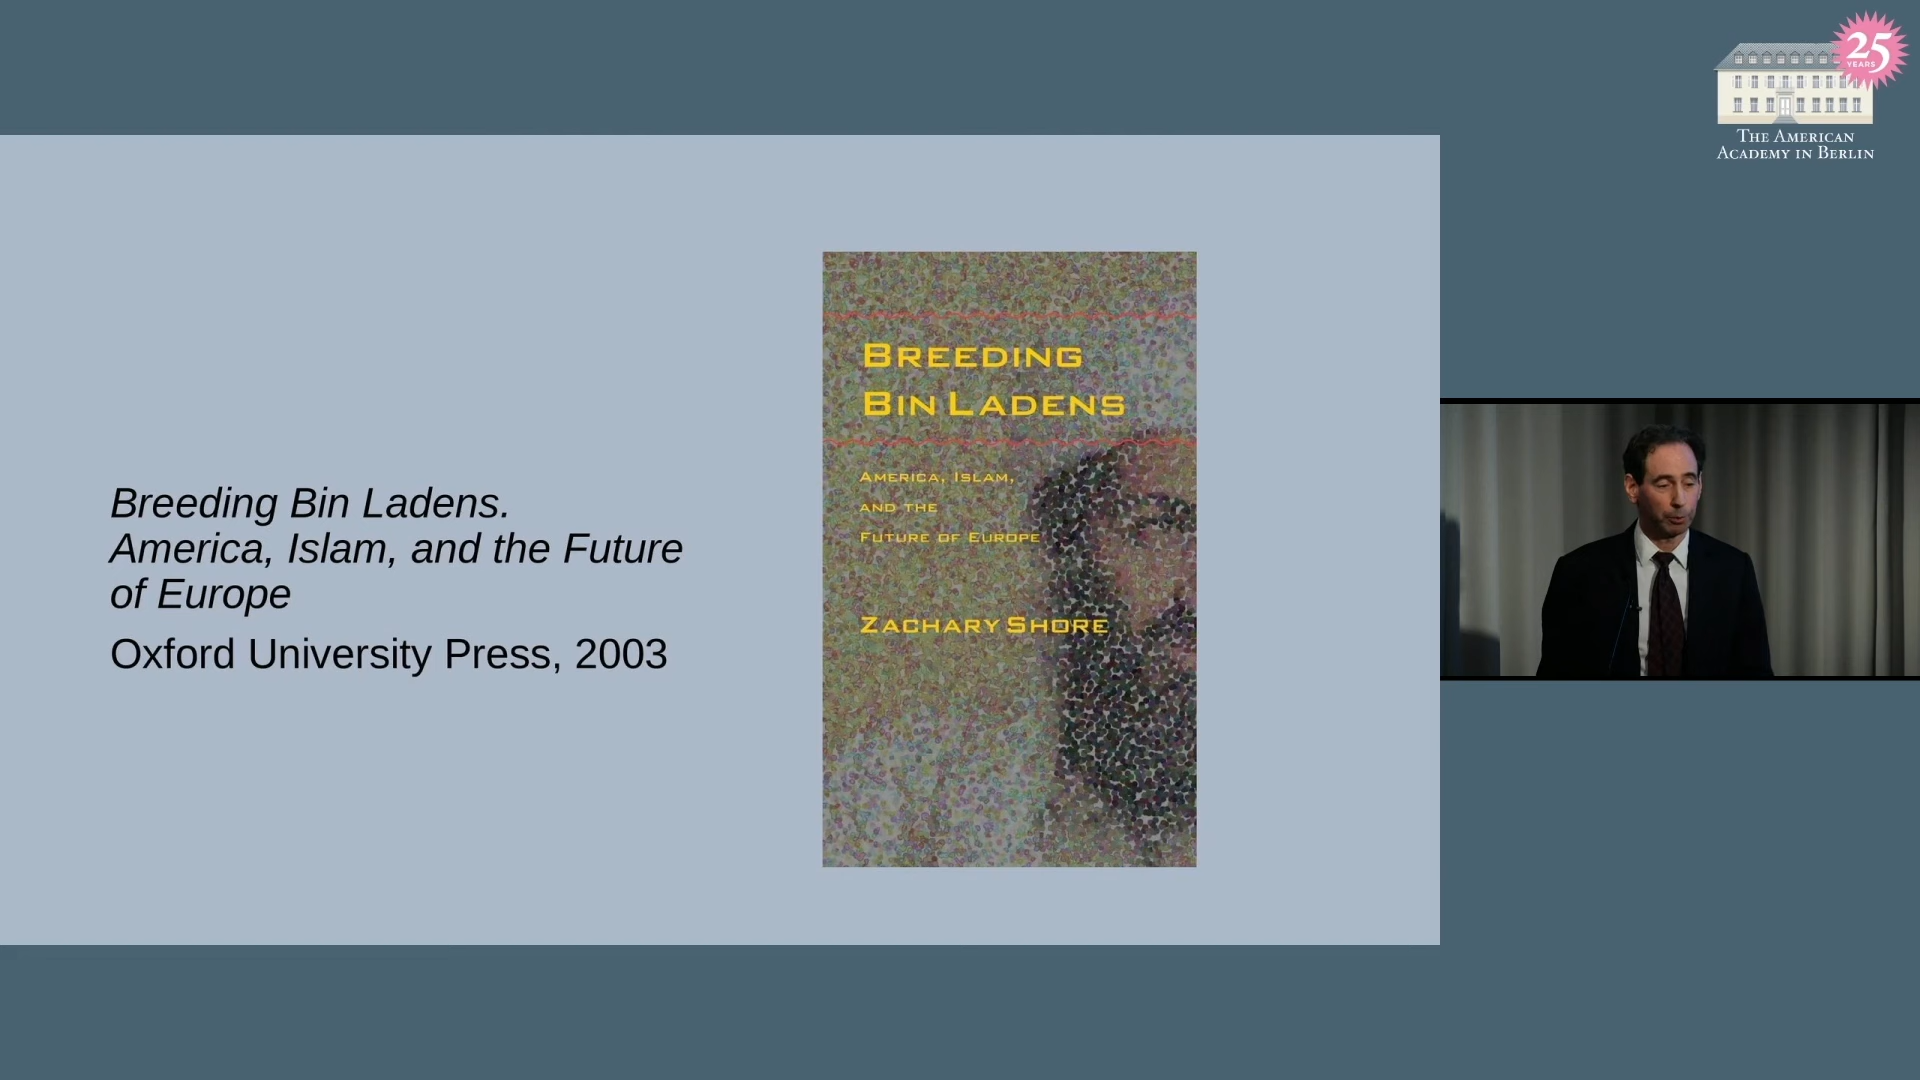 25
YEARS
THE AMERICAN
ACADEMY IN BERLIN
Breeding Bin Ladens.
America, Islam, and the Future
of Europe
Oxford University Press, 2003
BREEDING
BIN LADENS
AMERICA, ISLAM,
AND THE
FUTURE OF EUROPE
ZACHARY SHORE